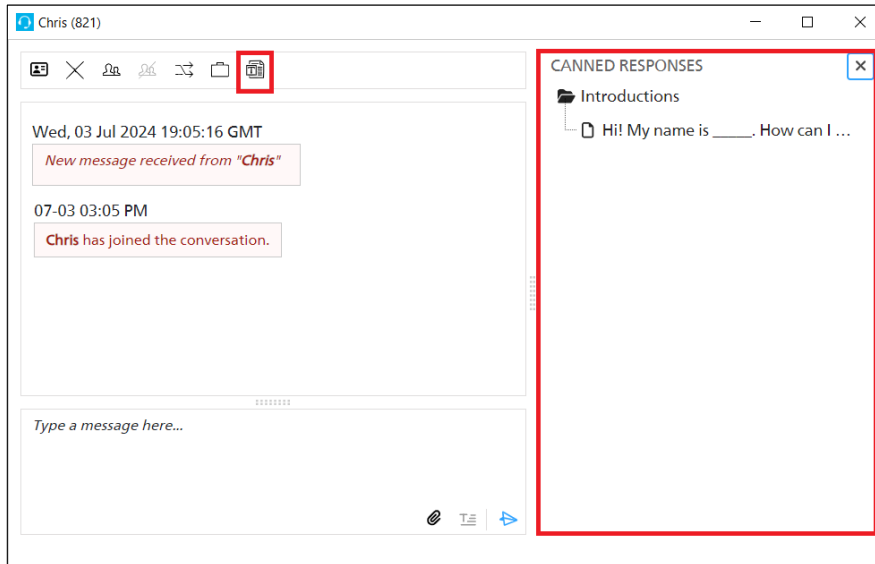 Chris (821)
Wed, 03 Jul 2024 19:05:16 GMT
New message received from "Chris"
07-03 03:05 PM
Chris has joined the conversation.
Type a message here...
CANNED RESPONSES
Introductions
Hi! My name is _____. How can I ...